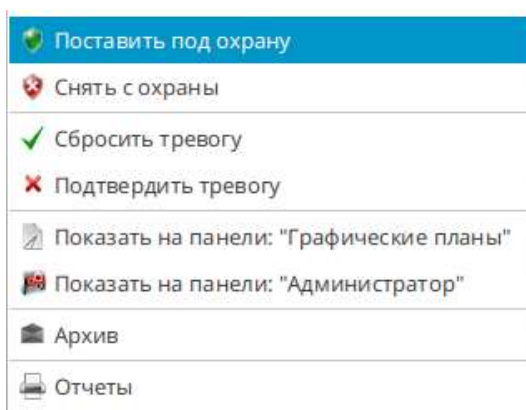 Поставить под охрану
Снять с охраны
Сбросить тревогу
Подтвердить тревогу
Показать на панели: "Графические планы"
Показать на панели: "Администратор"
Архив
Отчеты